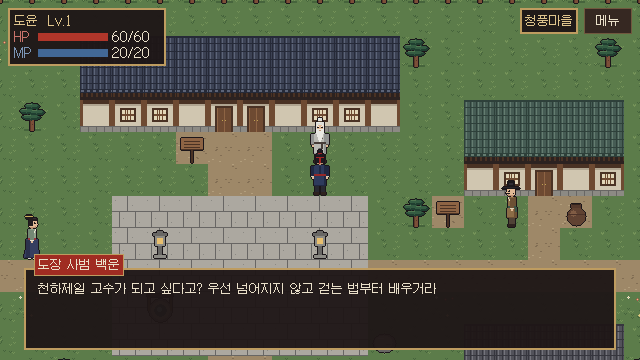 도윤 Lv.1
HP 60/60
MP 20/20
청풍마을
메뉴
도장 사범 백운
천하제일 고수가 되고 싶다고? 우선 넘어지지 않고 걷는 법부터 배우거라